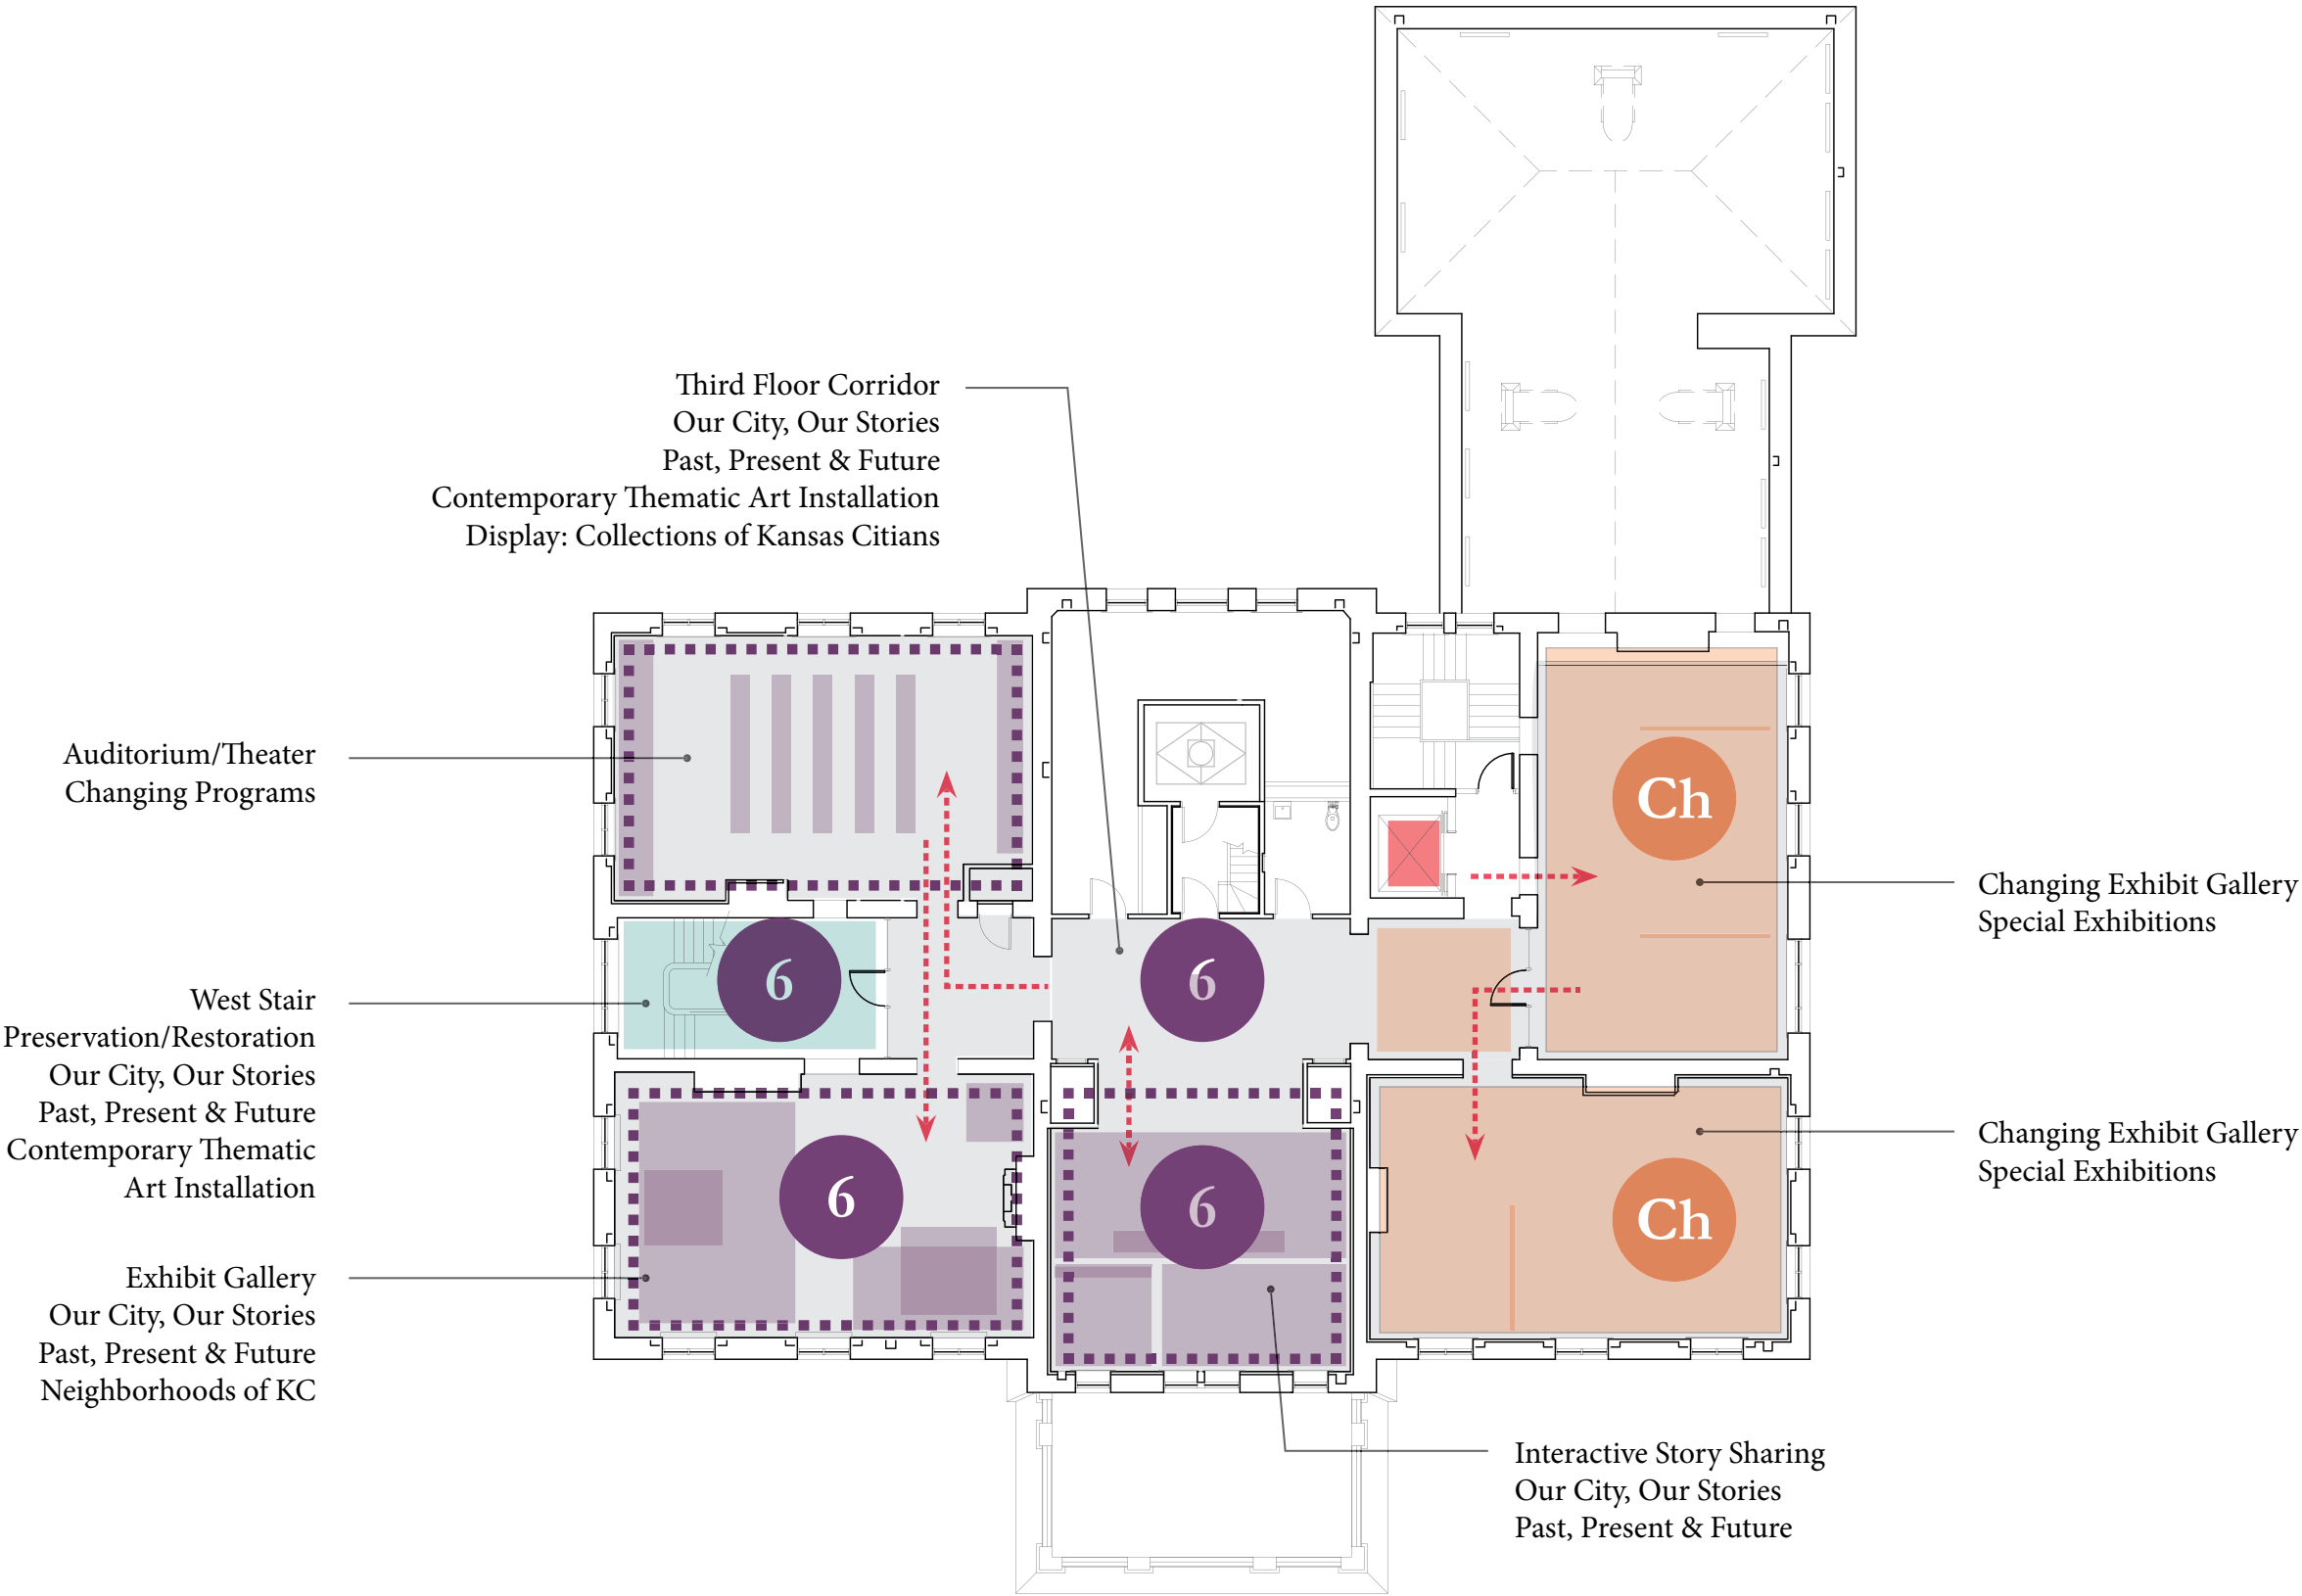 Third Floor Corridor
Our City, Our Stories
Past, Present & Future
Contemporary Thematic Art Installation
Display: Collections of Kansas Citians
Auditorium/Theater
Changing Programs
Ch
Changing Exhibit Gallery
Special Exhibitions
6
6
West Stair
Preservation/Restoration
Our City, Our Stories
Past, Present & Future
Contemporary Thematic
Art Installation
Changing Exhibit Gallery
Special Exhibitions
6
6
Ch
Exhibit Gallery
Our City, Our Stories
Past, Present & Future
Neighborhoods of KC
Interactive Story Sharing
Our City, Our Stories
Past, Present & Future